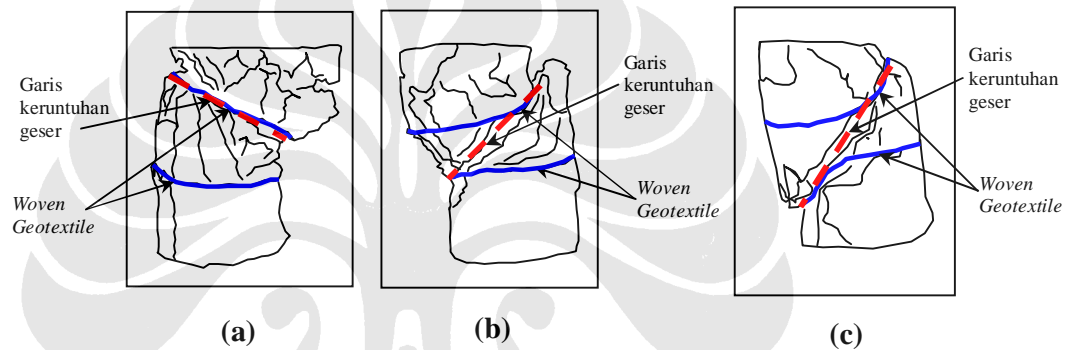 Garis
keruntuhan
geser
Woven
Geotextile
(a)
Garis
keruntuhan
geser
Woven
Geotextile
(b)
Garis
keruntuhan
geser
Woven
Geotextile
(c)